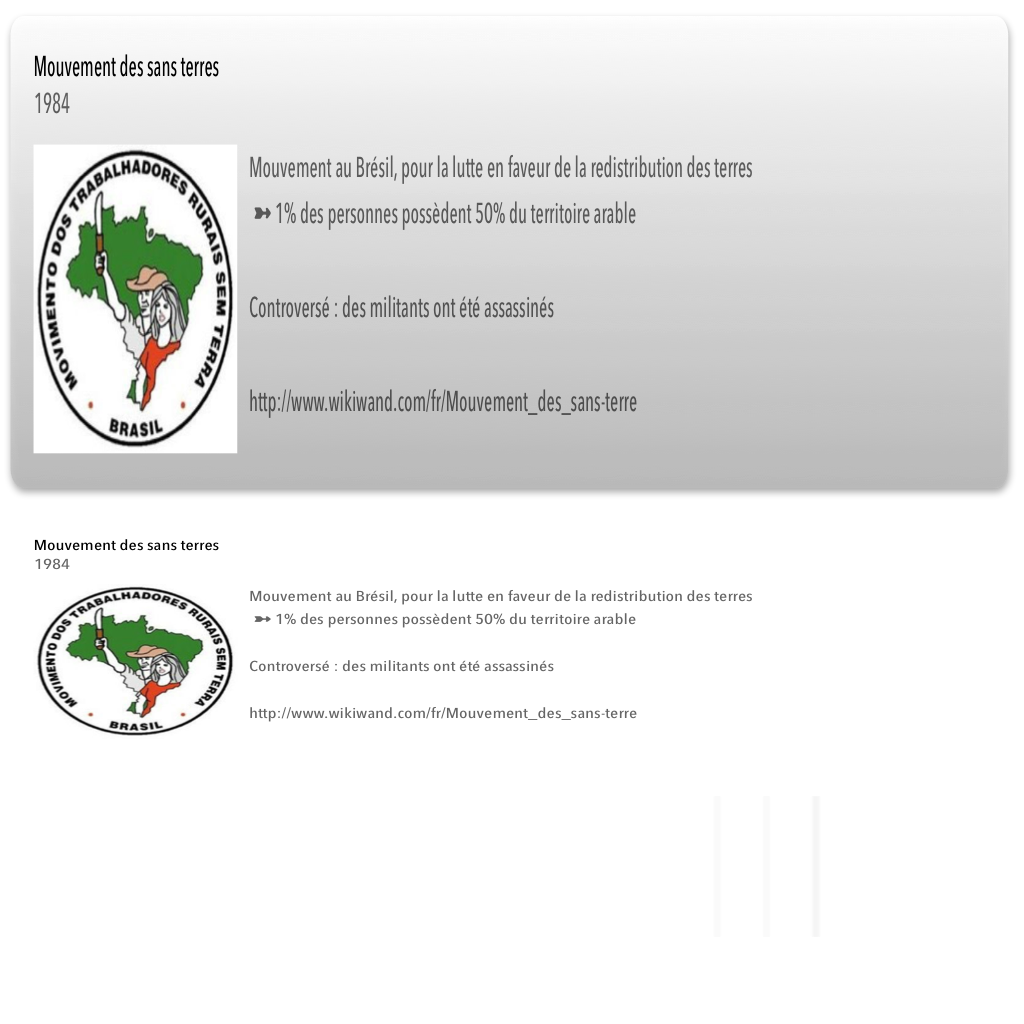 Mouvement des sans terres
1984
MOVIMENTO DOS TRABALHADORES RURAIS SEM TERRA
BRASIL
Mouvement au Brésil, pour la lutte en faveur de la redistribution des terres
➽ 1% des personnes possèdent 50% du territoire arable
Controversé : des militants ont été assassinés
http://www.wikiwand.com/fr/Mouvement_des_sans-terre
Mouvement des sans terres
1984
MOVIMENTO DOS TRABALHADORES RURAIS SEM TERRA
BRASIL
Mouvement au Brésil, pour la lutte en faveur de la redistribution des terres
➽ 1% des personnes possèdent 50% du territoire arable
Controversé : des militants ont été assassinés
http://www.wikiwand.com/fr/Mouvement_des_sans-terre